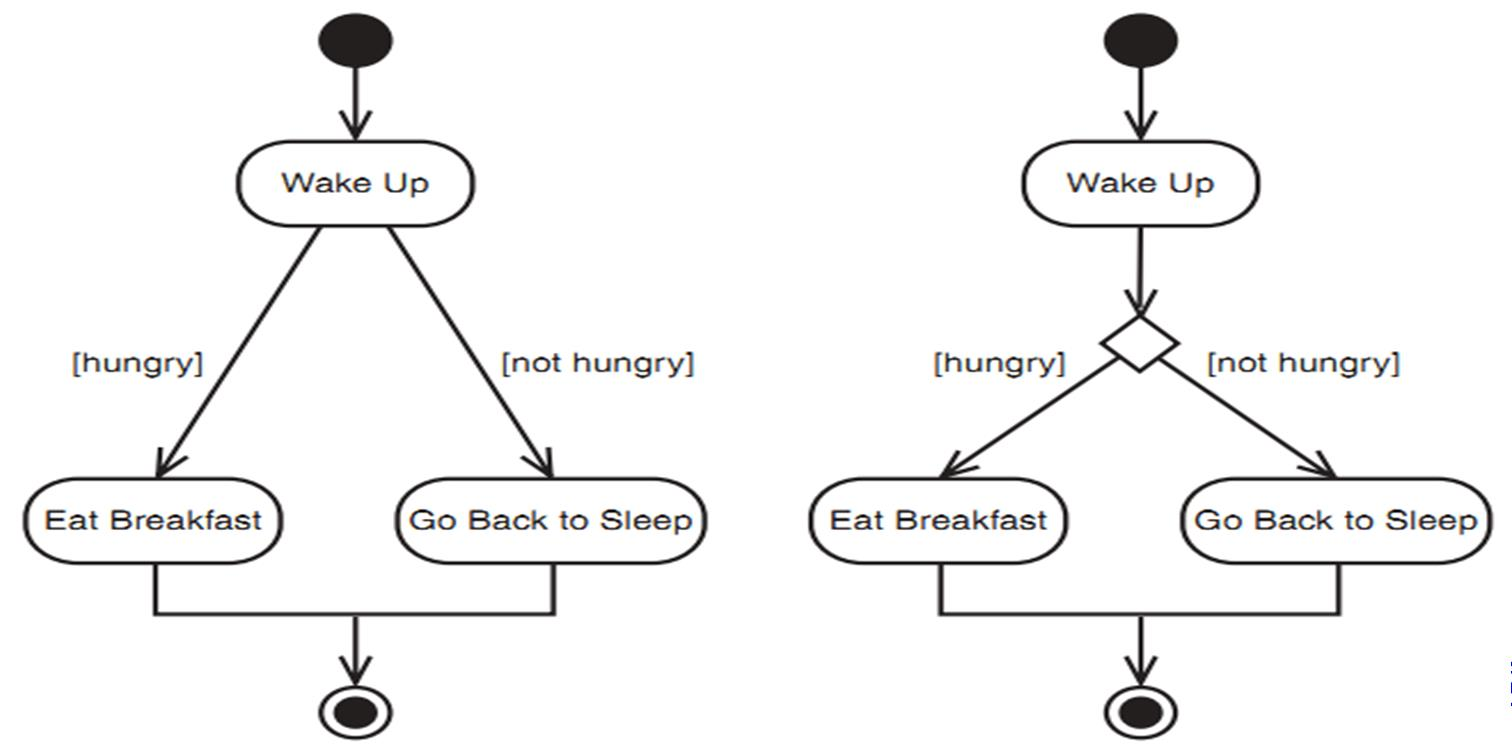 Wake Up
[hungry]
[not hungry]
Eat Breakfast
Go Back to Sleep
Wake Up
[hungry]
[not hungry]
Eat Breakfast
Go Back to Sleep